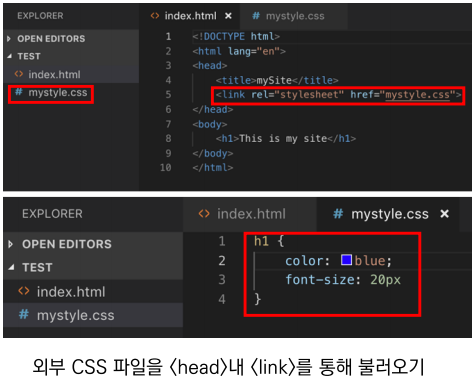 EXPLORER
<> index.html ×
# mystyle.css
OPEN EDITORS
TEST
<> index.html
# mystyle.css
1 <!DOCTYPE html>
2 <html lang="en">
3 <head>
4 <title>mySite</title>
5 <link rel="stylesheet" href="mystyle.css">
6 </head>
7 <body>
8 <h1>This is my site</h1>
9 </body>
10 </html>
EXPLORER
<> index.html
# mystyle.css ×
OPEN EDITORS
TEST
<> index.html
# mystyle.css
1 h1 {
2 color: blue;
3 font-size: 20px
4 }
외부 CSS 파일을 <head>내 <link>를 통해 불러오기